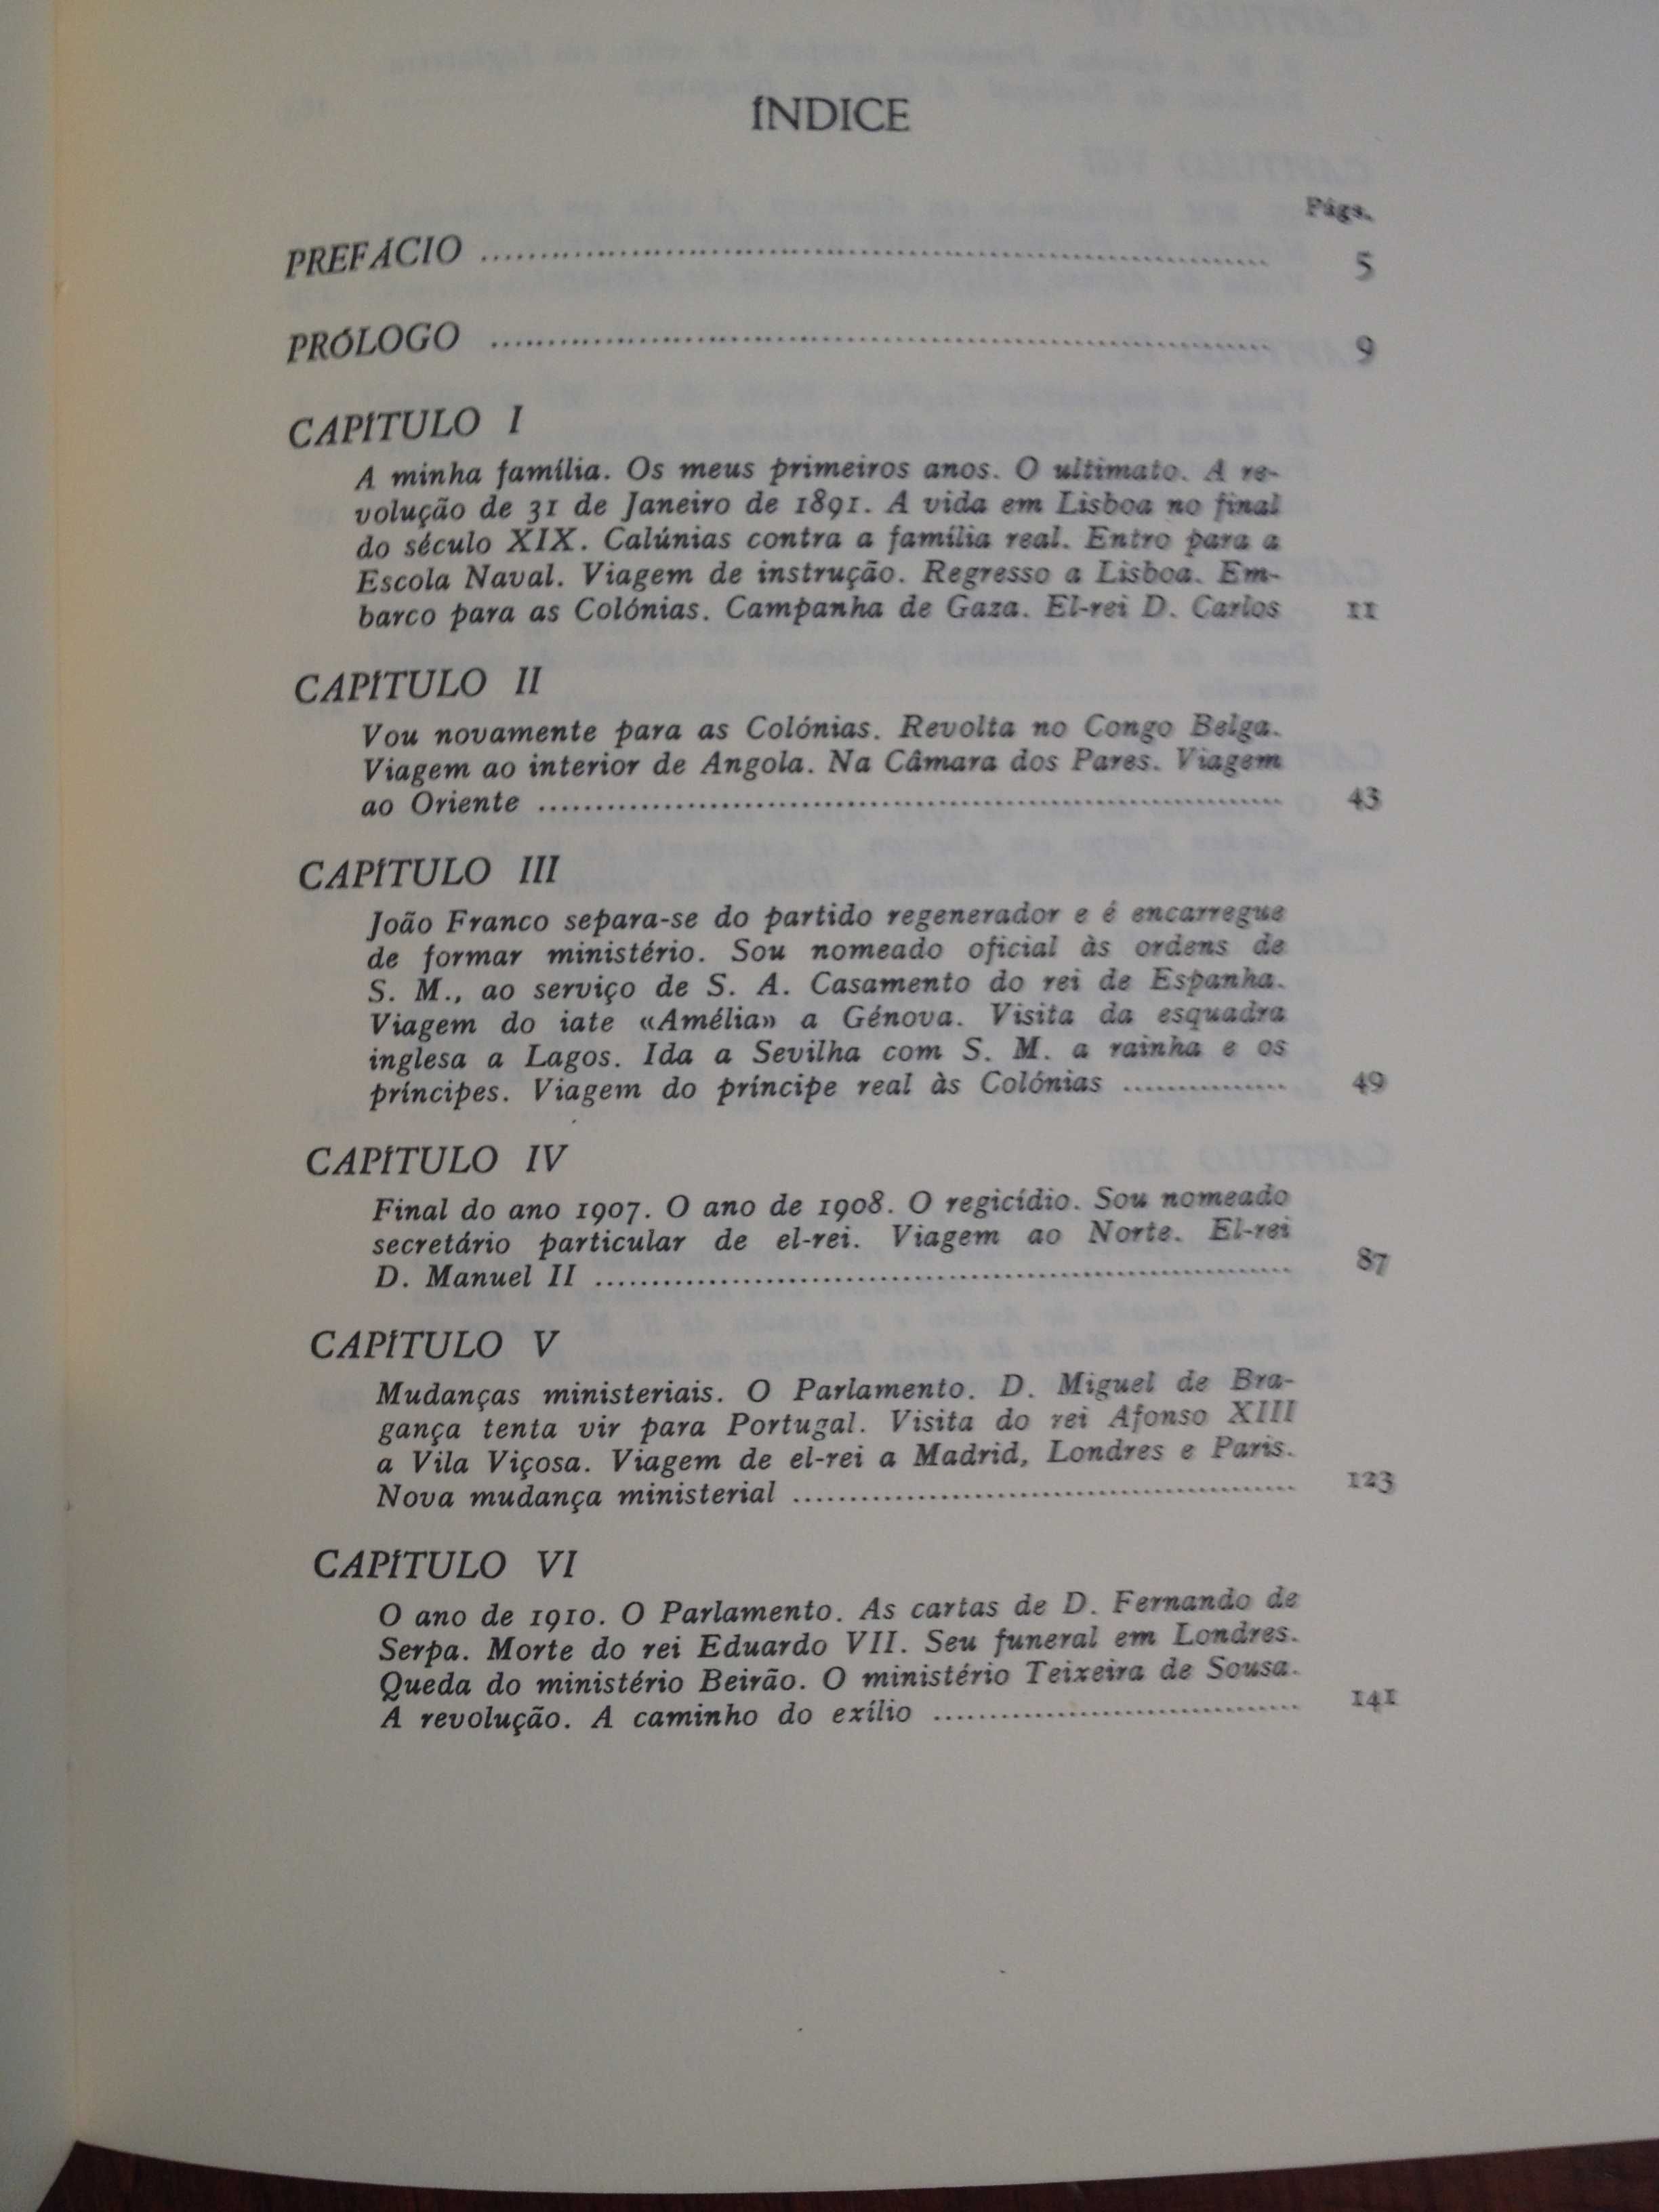 ÍNDICE
Págs.
PREFÁCIO ........................................ 5
PRÓLOGO ........................................ 9
CAPÍTULO I
A minha família. Os meus primeiros anos. O ultimato. A re-
volução de 31 de Janeiro de 1891. A vida em Lisboa no final
do século XIX. Calúnias contra a família real. Entro para a
Escola Naval. Viagem de instrução. Regresso a Lisboa. Em-
barco para as Colónias. Campanha de Gaza. El-rei D. Carlos 11
CAPÍTULO II
Vou novamente para as Colónias. Revolta no Congo Belga.
Viagem ao interior de Angola. Na Câmara dos Pares. Viagem
ao Oriente ........................................ 43
CAPÍTULO III
João Franco separa-se do partido regenerador e é encarregue
de formar ministério. Sou nomeado oficial às ordens de
S. M., ao serviço de S. A. Casamento do rei de Espanha.
Viagem do iate «Amélia» a Génova. Visita da esquadra
inglesa a Lagos. Ida a Sevilha com S. M. a rainha e os
príncipes. Viagem do príncipe real às Colónias ............... 49
CAPÍTULO IV
Final do ano 1907. O ano de 1908. O regicídio. Sou nomeado
secretário particular de el-rei. Viagem ao Norte. El-rei
D. Manuel II ........................................ 87
CAPÍTULO V
Mudanças ministeriais. O Parlamento. D. Miguel de Bra-
gança tenta vir para Portugal. Visita do rei Afonso XIII
a Vila Viçosa. Viagem de el-rei a Madrid, Londres e Paris.
Nova mudança ministerial ........................................ 123
CAPÍTULO VI
O ano de 1910. O Parlamento. As cartas de D. Fernando de
Serpa. Morte do rei Eduardo VII. Seu funeral em Londres.
Queda do ministério Beirão. O ministério Teixeira de Sousa.
A revolução. A caminho do exílio ................................ 141